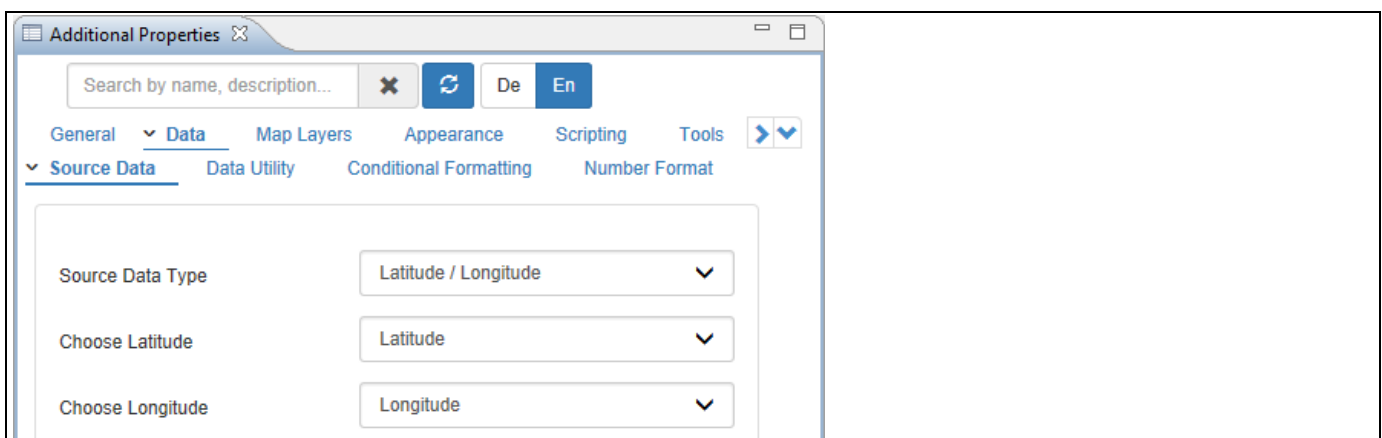 Additional Properties
Search by name, description... De En
General Data Map Layers Appearance Scripting Tools
Source Data Data Utility Conditional Formatting Number Format
Source Data Type Latitude / Longitude
Choose Latitude Latitude
Choose Longitude Longitude